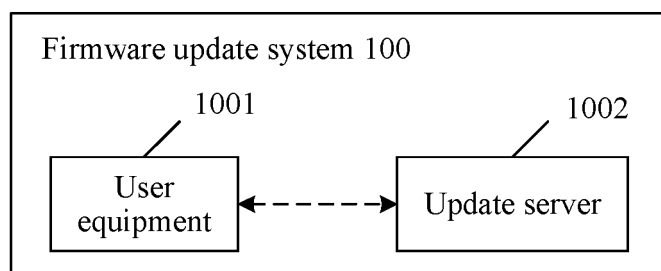 Firmware update system 100
1001
1002
User
equipment
Update server